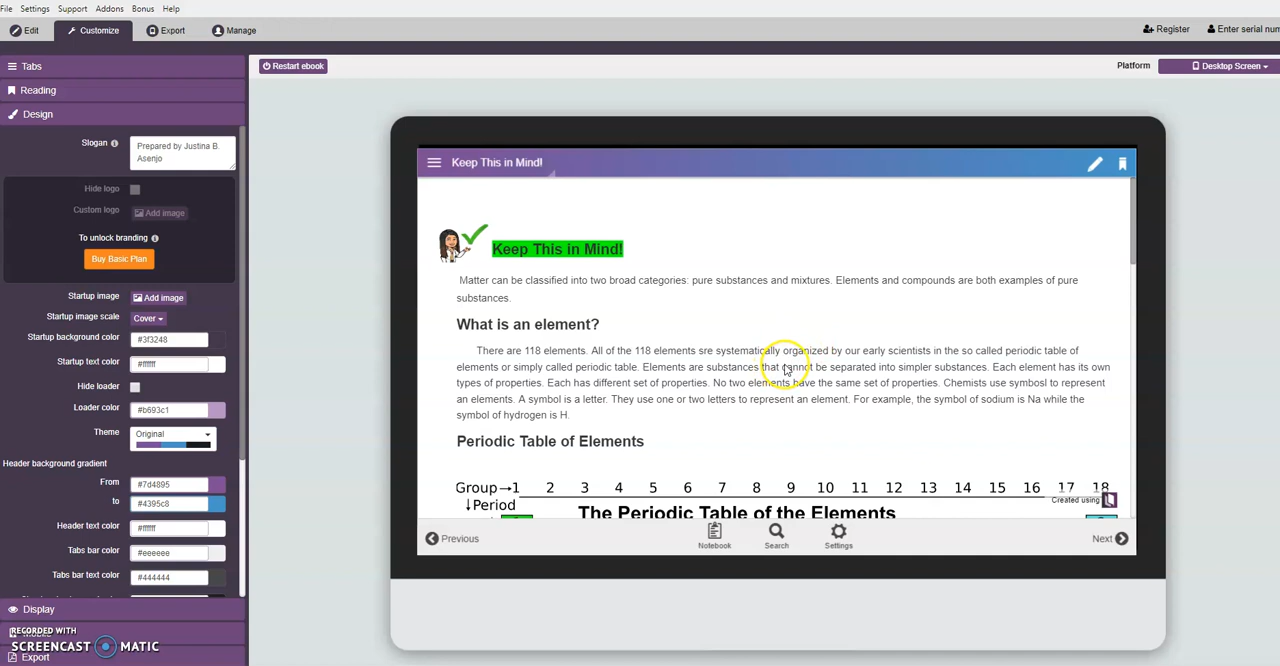 File Settings Support Addons Bonus Help
Edit Customize Export Manage
Register Enter serial num
Tabs
Restart ebook
Platform Desktop Screen
Reading
Design
Slogan Prepared by Justina B.
Asenjo
Hide logo
Custom logo Add image
To unlock branding
Buy Basic Plan
Startup image Add image
Startup image scale Cover
Startup background color #3f3248
Startup text color #ffffff
Hide loader
Loader color #b693c1
Theme Original
Header background gradient
From #7d4895
to #4395c8
Header text color #ffffff
Tabs bar color #eeeeee
Tabs bar text color #444444
Display
RECORDED WITH
SCREENCAST MATIC
Export
Keep This in Mind!
Keep This in Mind!
Matter can be classified into two broad categories: pure substances and mixtures. Elements and compounds are both examples of pure
substances.
What is an element?
There are 118 elements. All of the 118 elements sre systematically organized by our early scientists in the so called periodic table of
elements or simply called periodic table. Elements are substances that cannot be separated into simpler substances. Each element has its own
types of properties. Each has different set of properties. No two elements have the same set of properties. Chemists use symbosl to represent
an elements. A symbol is a letter. They use one or two letters to represent an element. For example, the symbol of sodium is Na while the
symbol of hydrogen is H.
Periodic Table of Elements
Group→1 2 3 4 5 6 7 8 9 10 11 12 13 14 15 16 17 18
Created using
↓Period
The Periodic Table of the Elements
Previous Notebook Search Settings Next